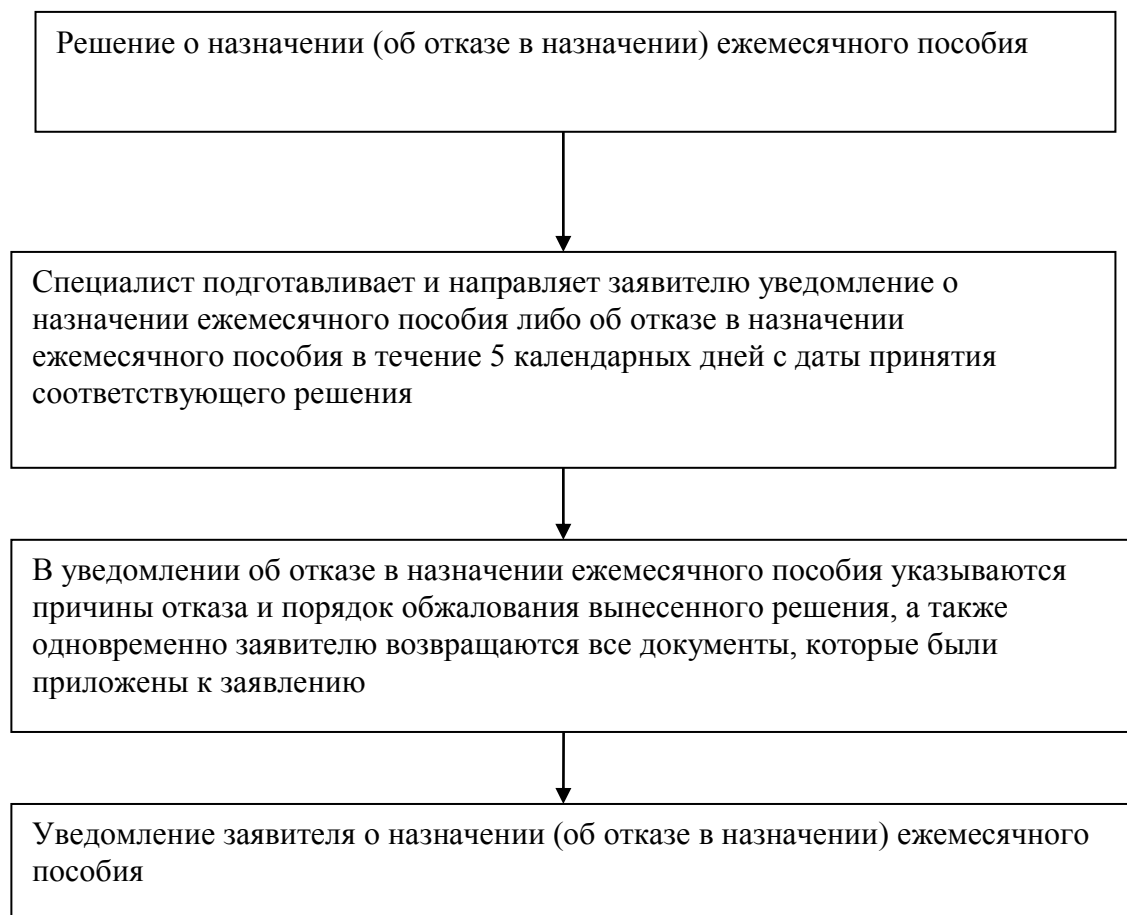 Решение о назначении (об отказе в назначении) ежемесячного пособия
Специалист подготавливает и направляет заявителю уведомление о
назначении ежемесячного пособия либо об отказе в назначении
ежемесячного пособия в течение 5 календарных дней с даты принятия
соответствующего решения
В уведомлении об отказе в назначении ежемесячного пособия указываются
причины отказа и порядок обжалования вынесенного решения, а также
одновременно заявителю возвращаются все документы, которые были
приложены к заявлению
Уведомление заявителя о назначении (об отказе в назначении) ежемесячного
пособия